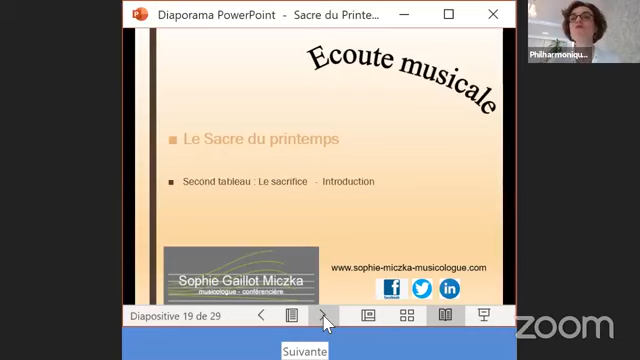 Diaporama PowerPoint - Sacre du Printe...
Philharmoniqu...
Ecoute musicale
Le Sacre du printemps
Second tableau : Le sacrifice - Introduction
Sophie Gaillot Miczka
musicologue - conférencière
www.sophie-miczka-musicologue.com
facebook
Diapositive 19 de 29
Suivante
zoom